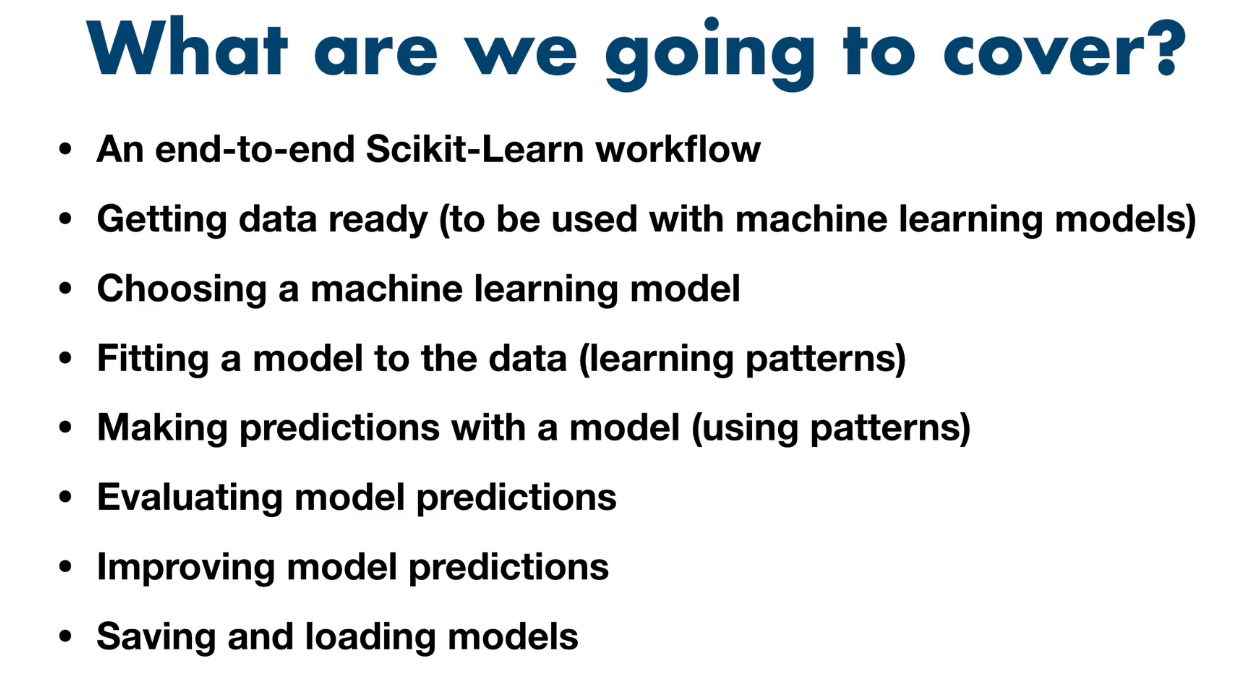 What are we going to cover?
• An end-to-end Scikit-Learn workflow
• Getting data ready (to be used with machine learning models)
• Choosing a machine learning model
• Fitting a model to the data (learning patterns)
• Making predictions with a model (using patterns)
• Evaluating model predictions
• Improving model predictions
• Saving and loading models